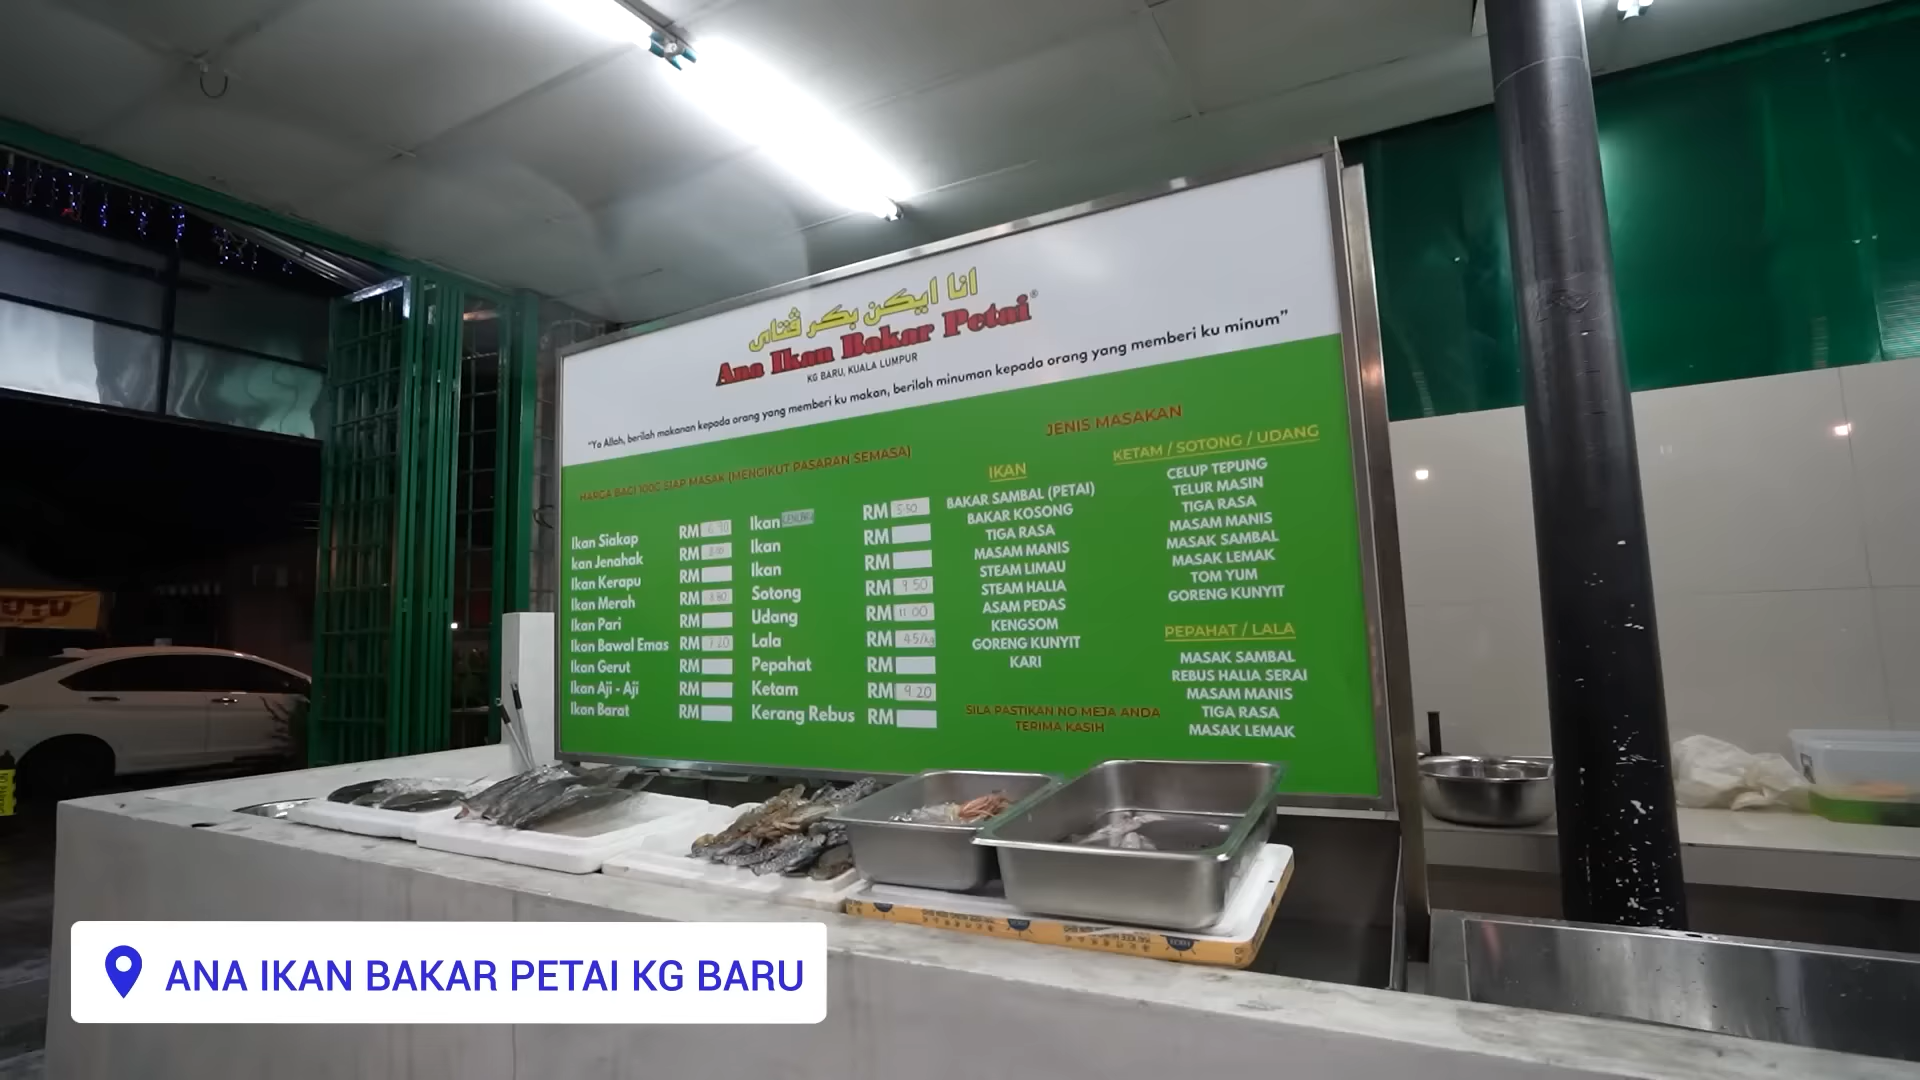 انا ايكن بكر ڤتاي
Ana Ikan Bakar Petai®
KG BARU, KUALA LUMPUR
"Ya Allah, berilah makanan kepada orang yang memberi ku makan, berilah minuman kepada orang yang memberi ku minum"
HARGA BAGI 100G SIAP MASAK (MENGIKUT PASARAN SEMASA)
Ikan Siakap RM
kan Jenahak RM
Ikan Kerapu RM
Ikan Merah RM
Ikan Pari RM
Ikan Bawal Emas RM 7.20
Ikan Gerut RM
Ikan Aji - Aji RM
Ikan Barat RM
Ikan RM 5.50
Ikan RM
Ikan RM
Sotong RM 9.50
Udang RM 11.00
Lala RM 45/kg
Pepahat RM
Ketam RM 9.20
Kerang Rebus RM
JENIS MASAKAN
IKAN
BAKAR SAMBAL (PETAI)
BAKAR KOSONG
TIGA RASA
MASAM MANIS
STEAM LIMAU
STEAM HALIA
ASAM PEDAS
KENGSOM
GORENG KUNYIT
KARI
SILA PASTIKAN NO MEJA ANDA
TERIMA KASIH
KETAM / SOTONG / UDANG
CELUP TEPUNG
TELUR MASIN
TIGA RASA
MASAM MANIS
MASAK SAMBAL
MASAK LEMAK
TOM YUM
GORENG KUNYIT
PEPAHAT / LALA
MASAK SAMBAL
REBUS HALIA SERAI
MASAM MANIS
TIGA RASA
MASAK LEMAK
ANA IKAN BAKAR PETAI KG BARU